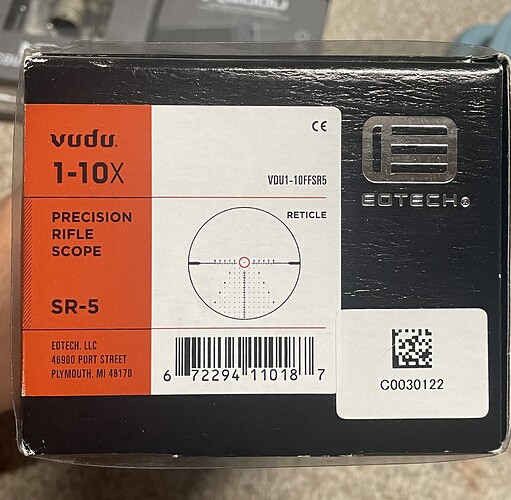 vudu.
1-10X
PRECISION
RIFLE
SCOPE
SR-5
EOTECH, LLC
46900 PORT STREET
PLYMOUTH, MI 48170
CE
VDU1-10FFSR5
RETICLE
6 72294 11018 7
EOTECH®
C0030122